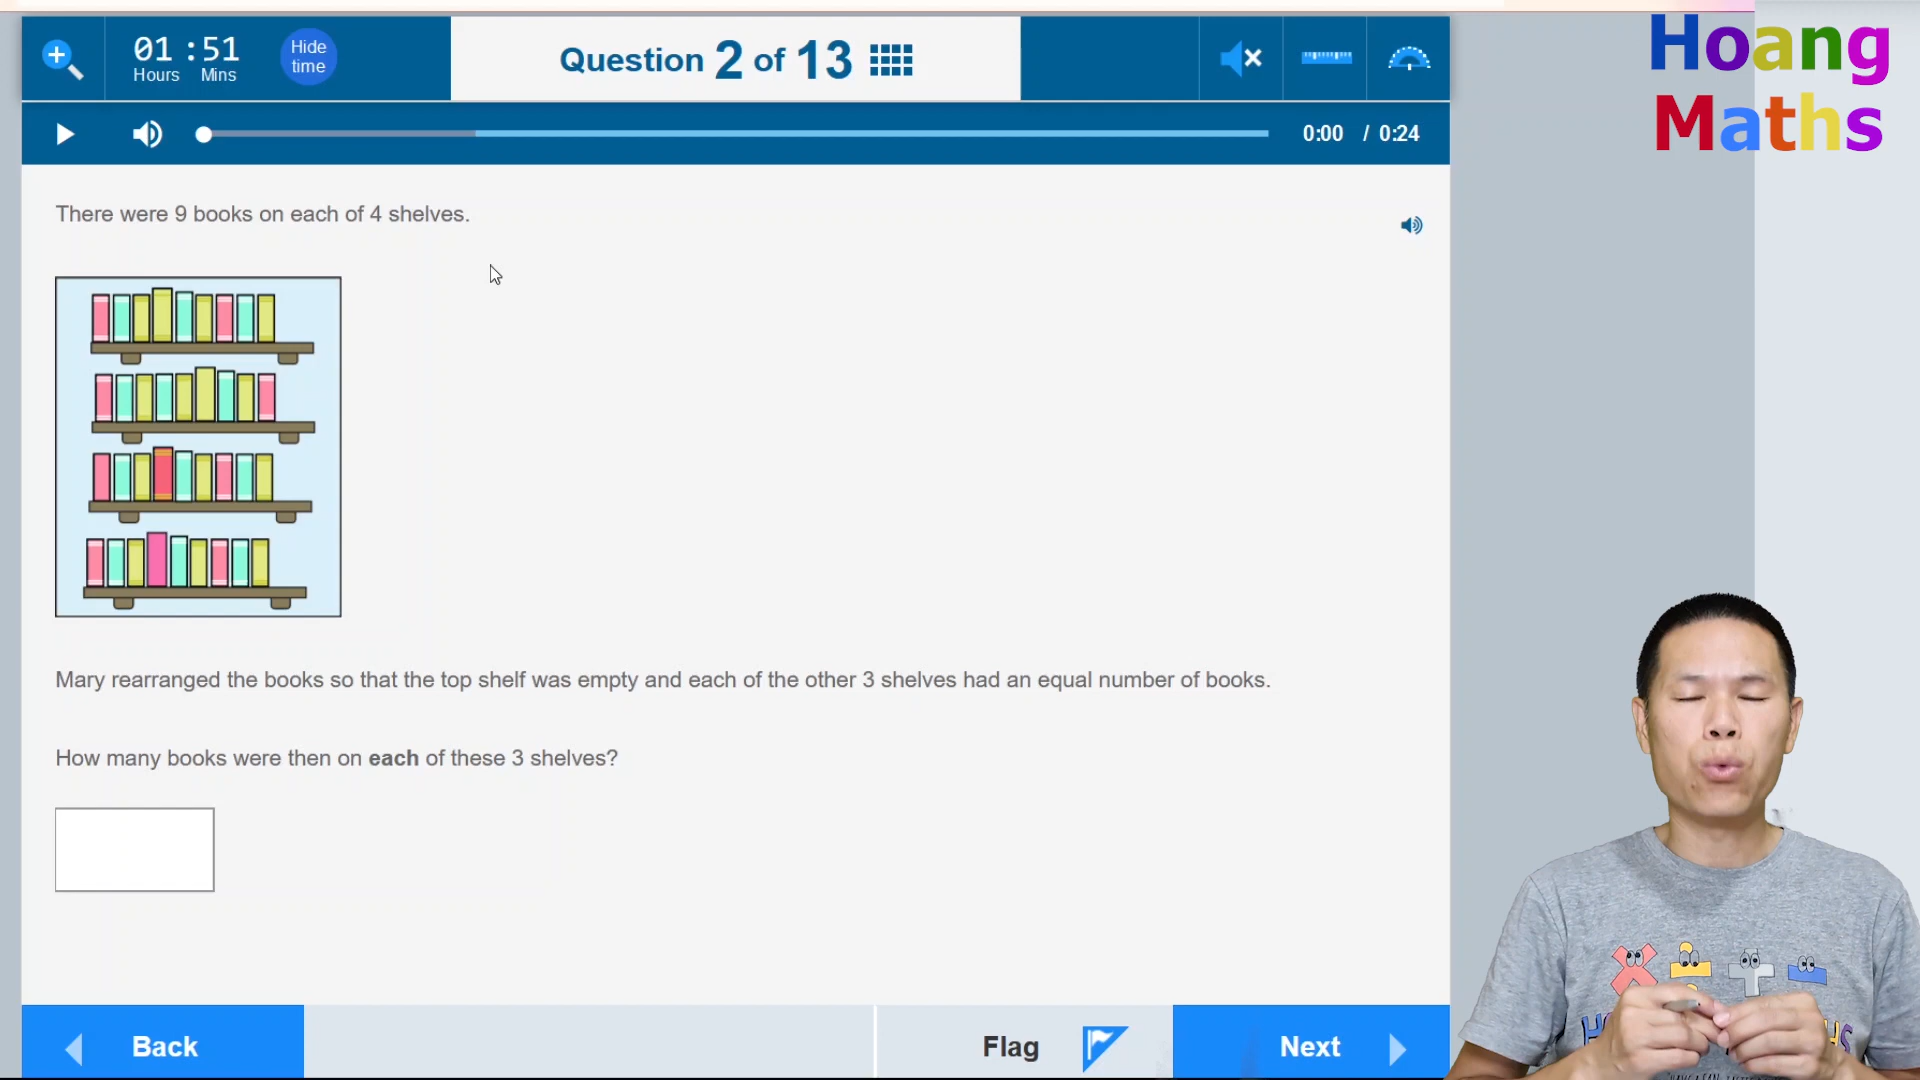 01 : 51
Hours Mins
Hide
time
Question 2 of 13
Hoang
Maths
0:00 / 0:24
There were 9 books on each of 4 shelves.
Mary rearranged the books so that the top shelf was empty and each of the other 3 shelves had an equal number of books.
How many books were then on each of these 3 shelves?
Back
Flag
Next